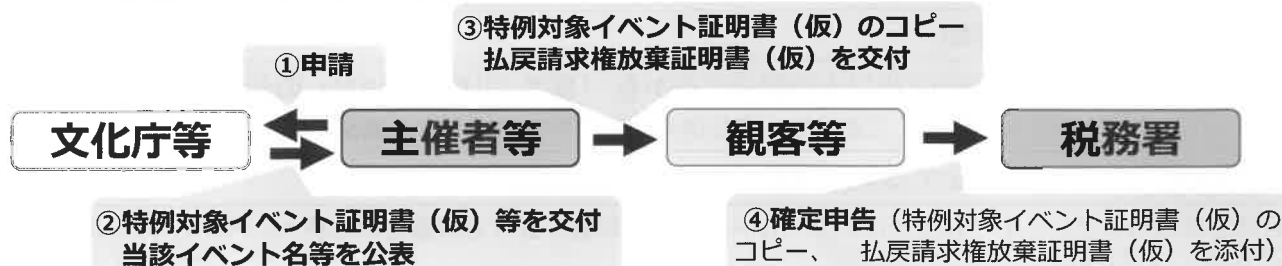 ③特例対象イベント証明書（仮）のコピー
払戻請求権放棄証明書（仮）を交付
①申請
文化庁等
主催者等
観客等
税務署
②特例対象イベント証明書（仮）等を交付
当該イベント名等を公表
④確定申告（特例対象イベント証明書（仮）の
コピー、　払戻請求権放棄証明書（仮）を添付）